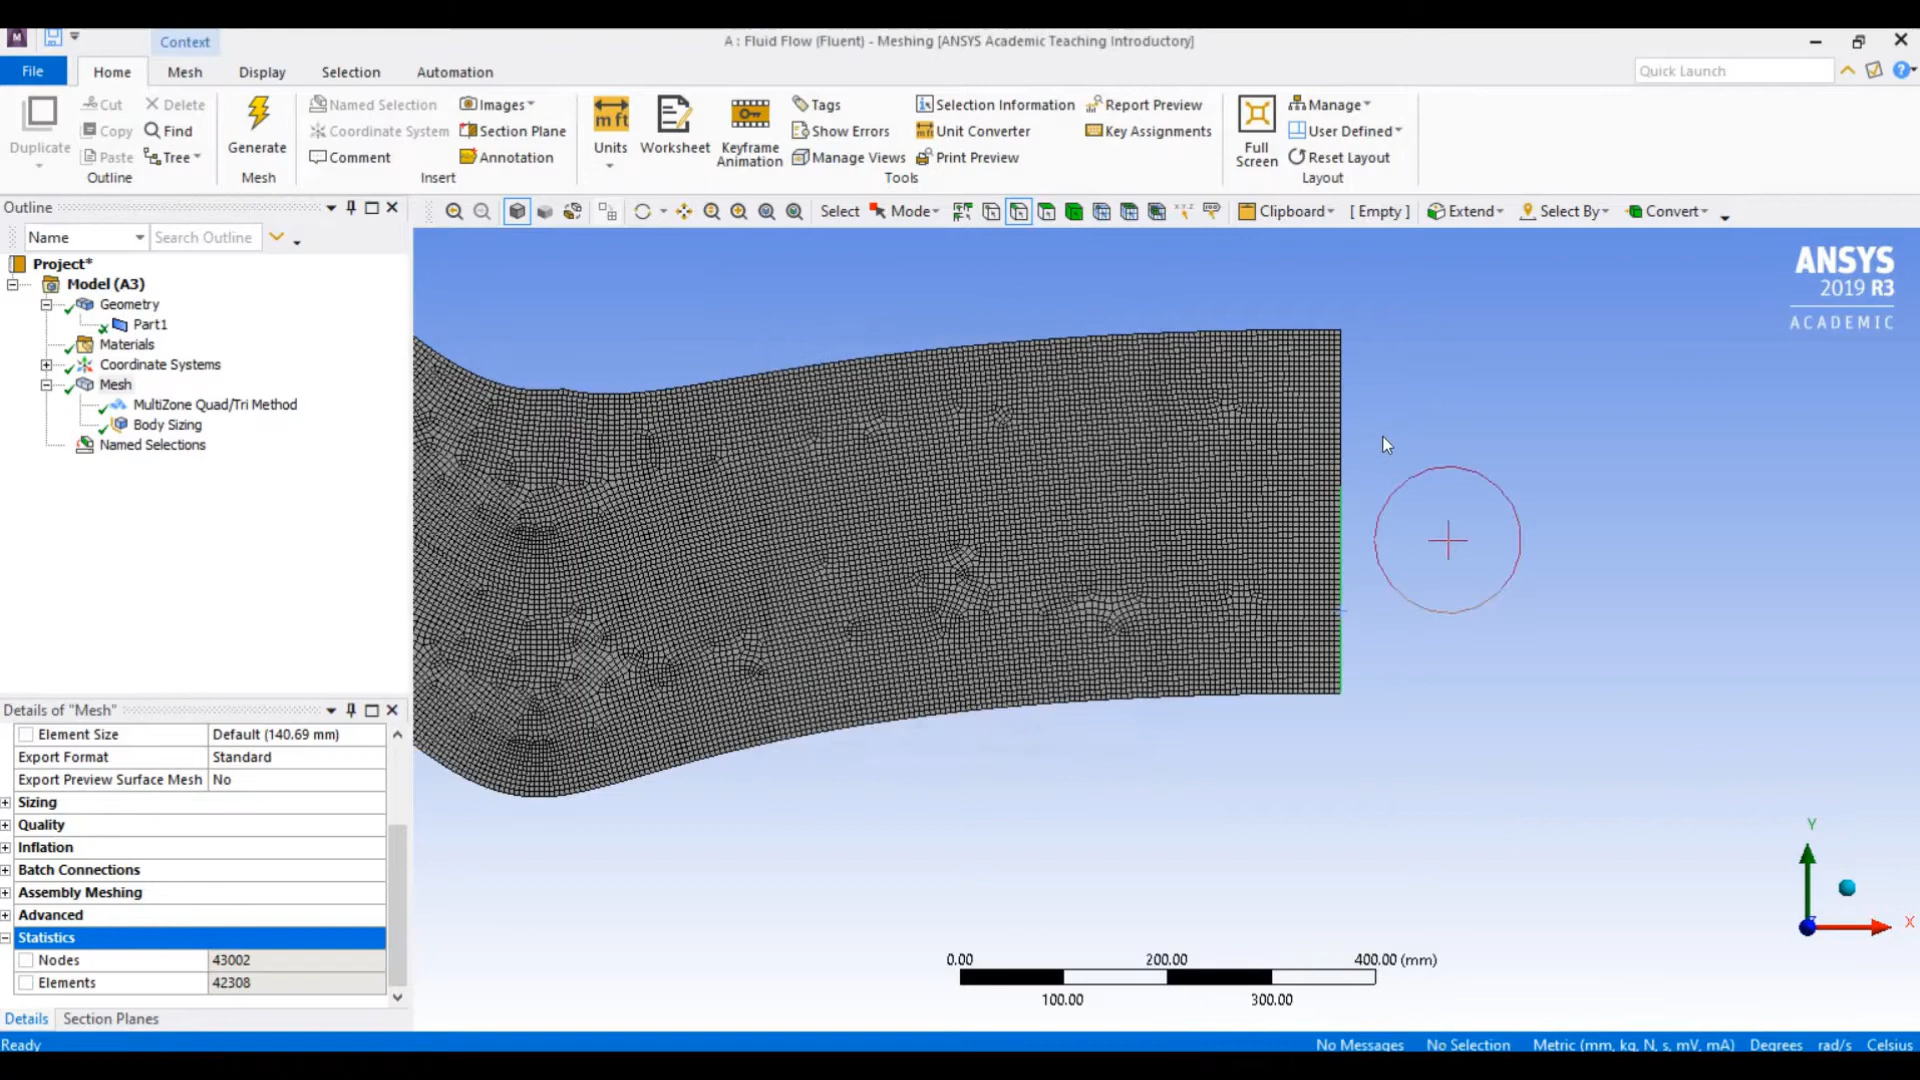 Context
A : Fluid Flow (Fluent) - Meshing [ANSYS Academic Teaching Introductory]
File Home Mesh Display Selection Automation Quick Launch
Duplicate
Cut Delete
Copy Find
Paste Tree
Outline
Generate
Mesh
Named Selection Images
Coordinate System Section Plane
Comment Annotation
Insert
Units
Worksheet
Keyframe Animation
Tags Selection Information Report Preview
Show Errors Unit Converter Key Assignments
Manage Views Print Preview
Tools
Full Screen
Manage
User Defined
Reset Layout
Layout
Select Mode Clipboard [ Empty ] Extend Select By Convert
Outline
Name Search Outline
Project*
Model (A3)
Geometry
Part1
Materials
Coordinate Systems
Mesh
MultiZone Quad/Tri Method
Body Sizing
Named Selections
ANSYS
2019 R3
ACADEMIC
Details of "Mesh"
Element Size Default (140.69 mm)
Export Format Standard
Export Preview Surface Mesh No
Sizing
Quality
Inflation
Batch Connections
Assembly Meshing
Advanced
Statistics
Nodes 43002
Elements 42308
Details Section Planes
0.00 200.00 400.00 (mm)
100.00 300.00
Y
X
Ready No Messages No Selection Metric (mm, kg, N, s, mV, mA) Degrees rad/s Celsius